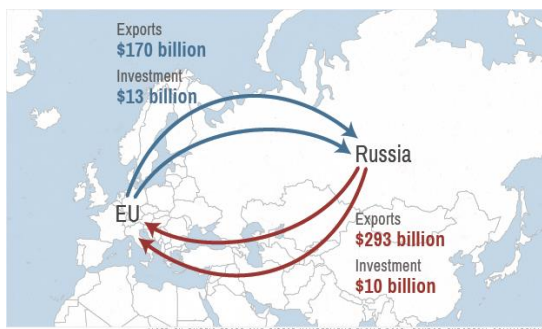 Exports
$170 billion
Investment
$13 billion
Russia
EU
Exports
$293 billion
Investment
$10 billion